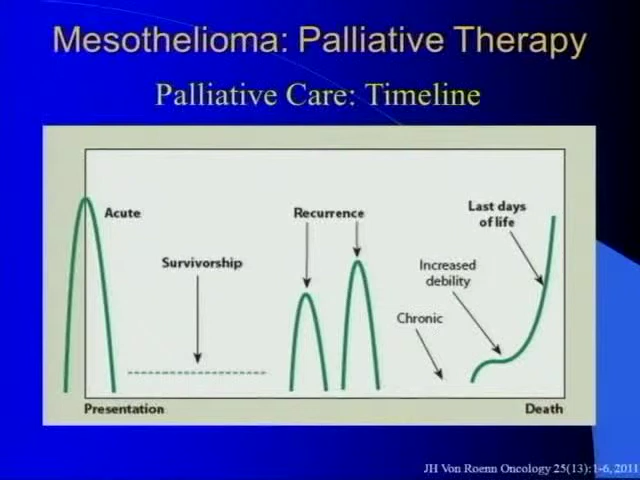 Mesothelioma: Palliative Therapy
Palliative Care: Timeline
Acute
Recurrence
Last days
of life
Survivorship
Increased
debility
Chronic
Presentation
Death
JH Von Roenn Oncology 25(13):1-6, 2011